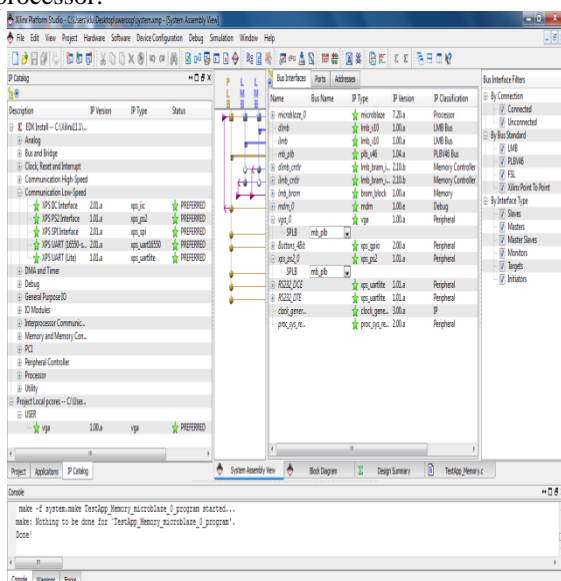 rocessor.
Xilinx Platform Studio - C:\Users\klu\Desktop\swaroop\system.xmp - [System Assembly View]
File Edit View Project Hardware Software Device Configuration Debug Simulation Window Help
IP Catalog
Description IP Version IP Type Status
EDK Install -- C:\Xilinx\11.1\...
Analog
Bus and Bridge
Clock, Reset and Interrupt
Communication High-Speed
Communication Low-Speed
XPS IIC Interface 2.01.a xps_iic PREFERRED
XPS PS2 Interface 1.01.a xps_ps2 PREFERRED
XPS SPI Interface 2.01.a xps_spi PREFERRED
XPS UART (16550-s... 2.01.a xps_uart16550 PREFERRED
XPS UART (Lite) 1.01.a xps_uartlite PREFERRED
DMA and Timer
Debug
General Purpose IO
IO Modules
Interprocessor Communic...
Memory and Memory Con...
PCI
Peripheral Controller
Processor
Utility
Project Local pcores -- C:\User...
USER
vga 1.00.a vga PREFERRED
Project Applications IP Catalog
P L L
L M M
B B B
Bus Interfaces Ports Addresses
Name Bus Name IP Type IP Version IP Classification
microblaze_0 microblaze 7.20.a Processor
dlmb lmb_v10 1.00.a LMB Bus
ilmb lmb_v10 1.00.a LMB Bus
mb_plb plb_v46 1.04.a PLBV46 Bus
dlmb_cntlr lmb_bram_i... 2.10.b Memory Controller
ilmb_cntlr lmb_bram_i... 2.10.b Memory Controller
lmb_bram bram_block 1.00.a Memory
mdm_0 mdm 1.00.e Debug
vga_0 vga 1.00.a Peripheral
SPLB mb_plb
Buttons_4Bit xps_gpio 2.00.a Peripheral
xps_ps2_0 xps_ps2 1.01.a Peripheral
SPLB mb_plb
RS232_DCE xps_uartlite 1.01.a Peripheral
RS232_DTE xps_uartlite 1.01.a Peripheral
clock_gener... clock_gene... 3.00.a IP
proc_sys_re... proc_sys_re... 2.00.a Peripheral
System Assembly View Block Diagram Design Summary TestApp_Memory.c
Bus Interface Filters
By Connection
Connected
Unconnected
By Bus Standard
LMB
PLBV46
FSL
Xilinx Point To Point
By Interface Type
Slaves
Masters
Master Slaves
Monitors
Targets
Initiators
Console
make -f system.make TestApp_Memory_microblaze_0_program started...
make: Nothing to be done for `TestApp_Memory_microblaze_0_program'.
Done!
Console Warnings Errors